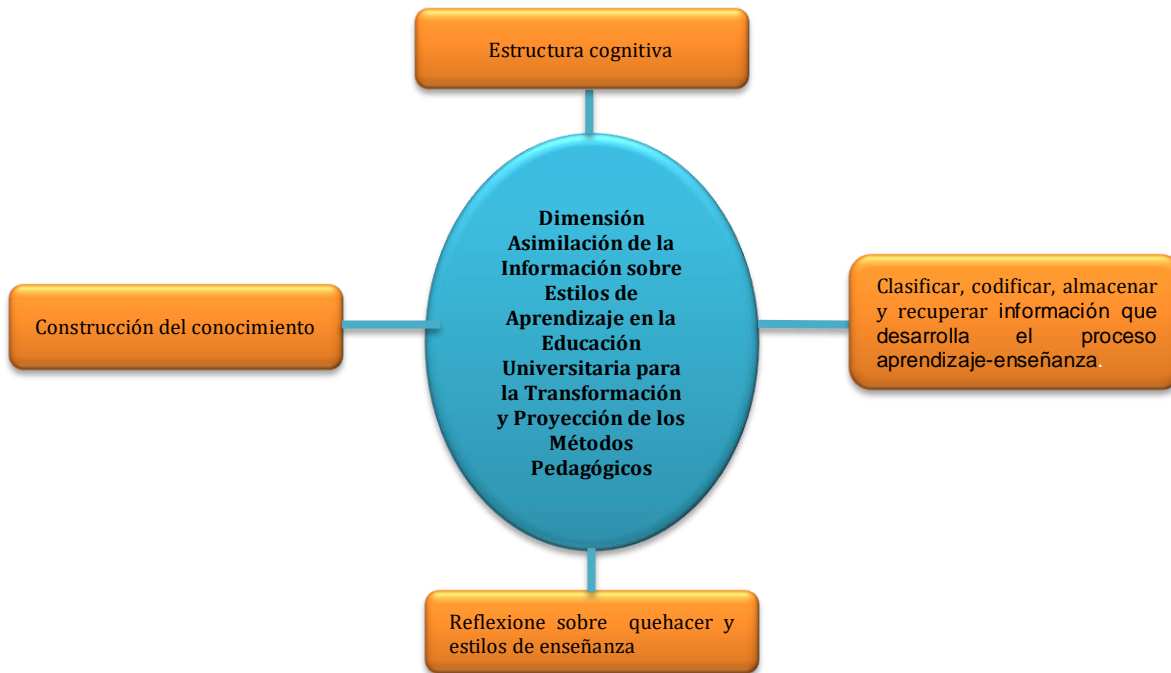 Estructura cognitiva
Dimensión
Asimilación de la
Información sobre
Estilos de
Aprendizaje en la
Educación
Universitaria para
la Transformación
y Proyección de los
Métodos
Pedagógicos
Construcción del conocimiento
Clasificar, codificar, almacenar
y recuperar información que
desarrolla el proceso
aprendizaje-enseñanza.
Reflexione sobre quehacer y
estilos de enseñanza